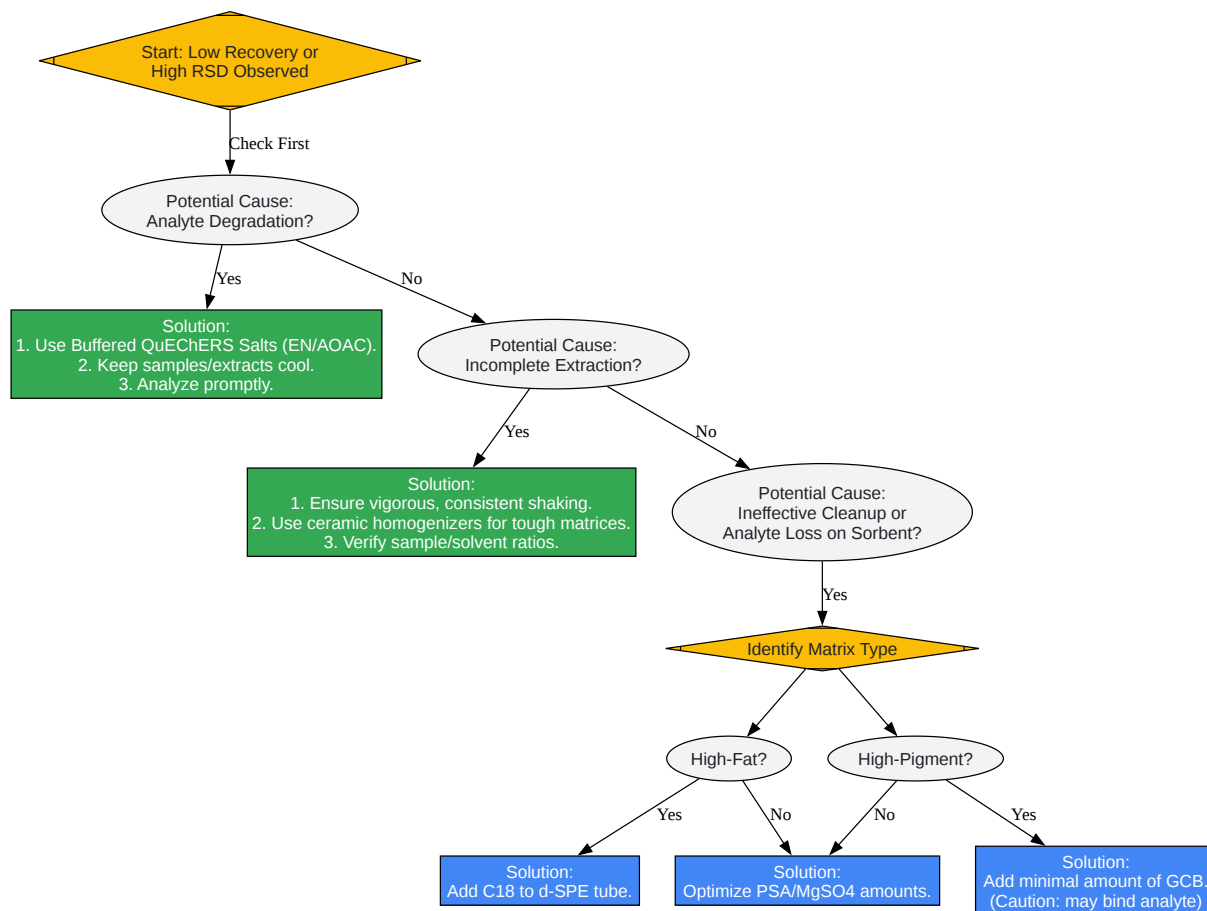 Start: Low Recovery or
High RSD Observed
Check First
Potential Cause:
Analyte Degradation?
Yes
No
Solution:
1. Use Buffered QuEChERS Salts (EN/AOAC).
2. Keep samples/extracts cool.
3. Analyze promptly.
Potential Cause:
Incomplete Extraction?
Yes
No
Solution:
1. Ensure vigorous, consistent shaking.
2. Use ceramic homogenizers for tough matrices.
3. Verify sample/solvent ratios.
Potential Cause:
Ineffective Cleanup or
Analyte Loss on Sorbent?
Yes
Identify Matrix Type
High-Fat?
High-Pigment?
Yes
No
No
Yes
Solution:
Add C18 to d-SPE tube.
Solution:
Optimize PSA/MgSO4 amounts.
Solution:
Add minimal amount of GCB.
(Caution: may bind analyte)